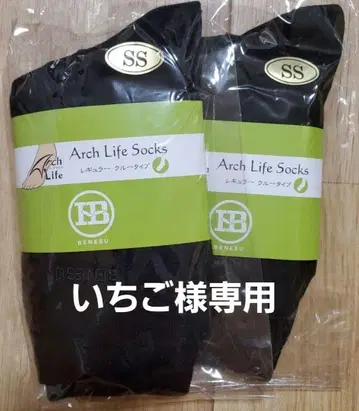 SS
Arch Life
Arch Life Socks
レギュラー クルータイプ
BENESU
SS
Arch Life Socks
レギュラー クルータイプ
BENESU
いちご様専用